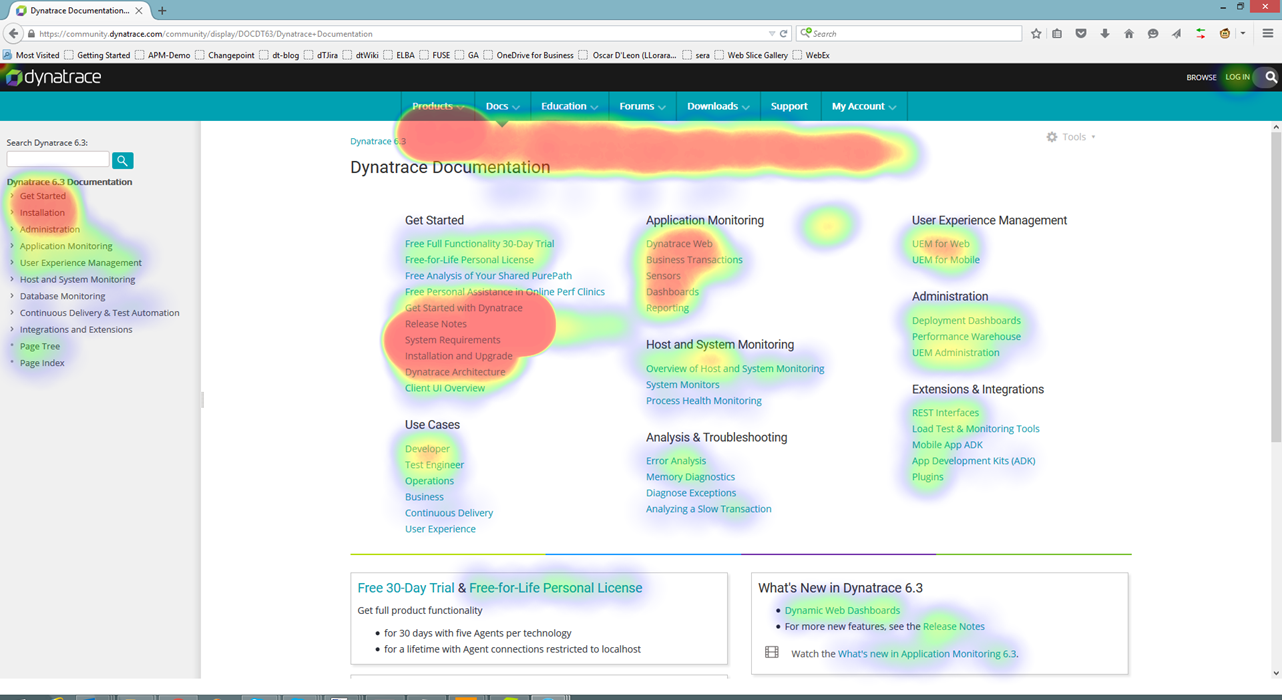 Dynatrace Documentation...
https://community.dynatrace.com/community/display/DOCDT63/Dynatrace+Documentation
Search
Most Visited Getting Started APM-Demo Changepoint dt-blog dTJira dtWiki ELBA FUSE GA OneDrive for Business Oscar D'Leon (LLorara... sera Web Slice Gallery WebEx
dynatrace
BROWSE LOG IN
Products Docs Education Forums Downloads Support My Account
Search Dynatrace 6.3:
Dynatrace 6.3 Documentation
Get Started
Installation
Administration
Application Monitoring
User Experience Management
Host and System Monitoring
Database Monitoring
Continuous Delivery & Test Automation
Integrations and Extensions
Page Tree
Page Index
Dynatrace 6.3
Tools
Dynatrace Documentation
Get Started
Free Full Functionality 30-Day Trial
Free-for-Life Personal License
Free Analysis of Your Shared PurePath
Free Personal Assistance in Online Perf Clinics
Get Started with Dynatrace
Release Notes
System Requirements
Installation and Upgrade
Dynatrace Architecture
Client UI Overview
Use Cases
Developer
Test Engineer
Operations
Business
Continuous Delivery
User Experience
Application Monitoring
Dynatrace Web
Business Transactions
Sensors
Dashboards
Reporting
Host and System Monitoring
Overview of Host and System Monitoring
System Monitors
Process Health Monitoring
Analysis & Troubleshooting
Error Analysis
Memory Diagnostics
Diagnose Exceptions
Analyzing a Slow Transaction
User Experience Management
UEM for Web
UEM for Mobile
Administration
Deployment Dashboards
Performance Warehouse
UEM Administration
Extensions & Integrations
REST Interfaces
Load Test & Monitoring Tools
Mobile App ADK
App Development Kits (ADK)
Plugins
Free 30-Day Trial & Free-for-Life Personal License
Get full product functionality
for 30 days with five Agents per technology
for a lifetime with Agent connections restricted to localhost
What's New in Dynatrace 6.3
Dynamic Web Dashboards
For more new features, see the Release Notes
Watch the What's new in Application Monitoring 6.3.